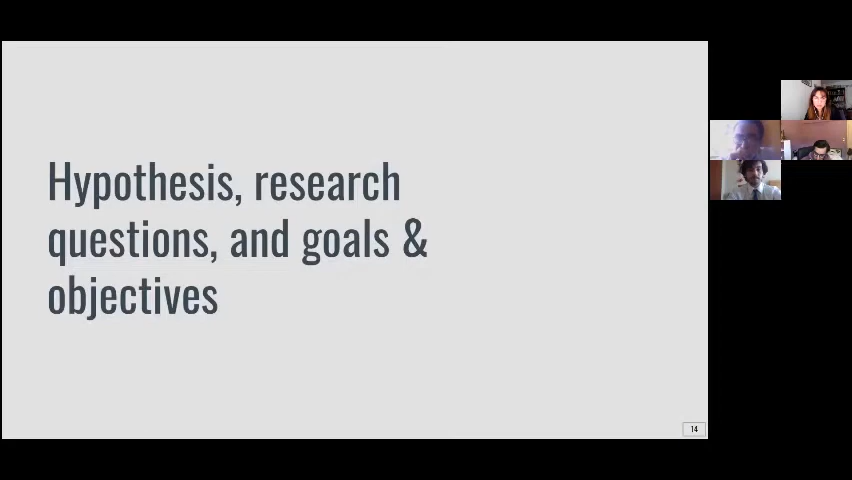 Hypothesis, research
questions, and goals &
objectives
14